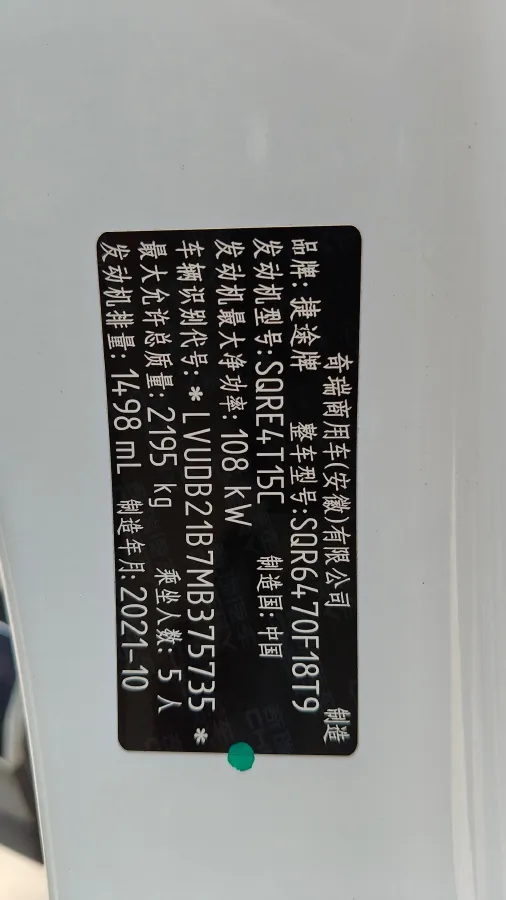 奇瑞商用车(安徽)有限公司 制造
品牌: 捷途牌 整车型号:SQR6470F18T9
发动机型号:SQRE4T15C 制造国: 中国
发动机最大净功率: 108 kW
车辆识别代号: * LVUDB21B7MB375735 *
最大允许总质量: 2195 kg 乘坐人数: 5 人
发动机排量: 1498 mL 制造年月: 2021-10